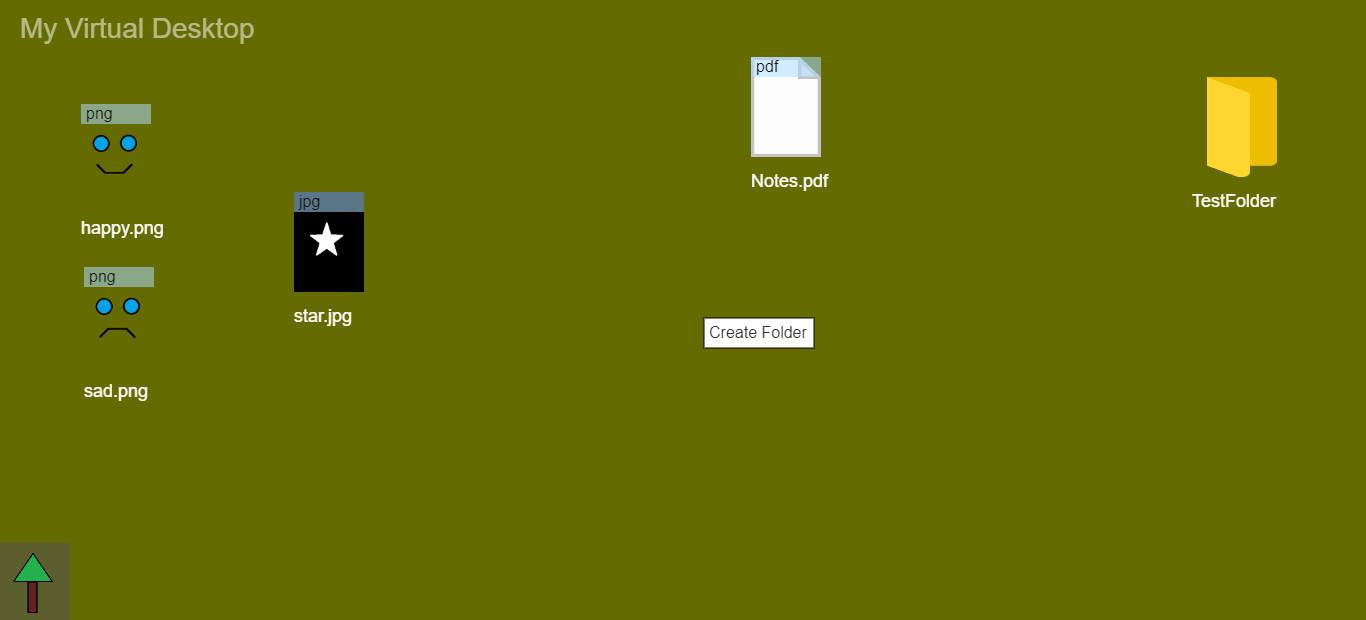 My Virtual Desktop
png
happy.png
png
sad.png
jpg
star.jpg
pdf
Notes.pdf
TestFolder
Create Folder